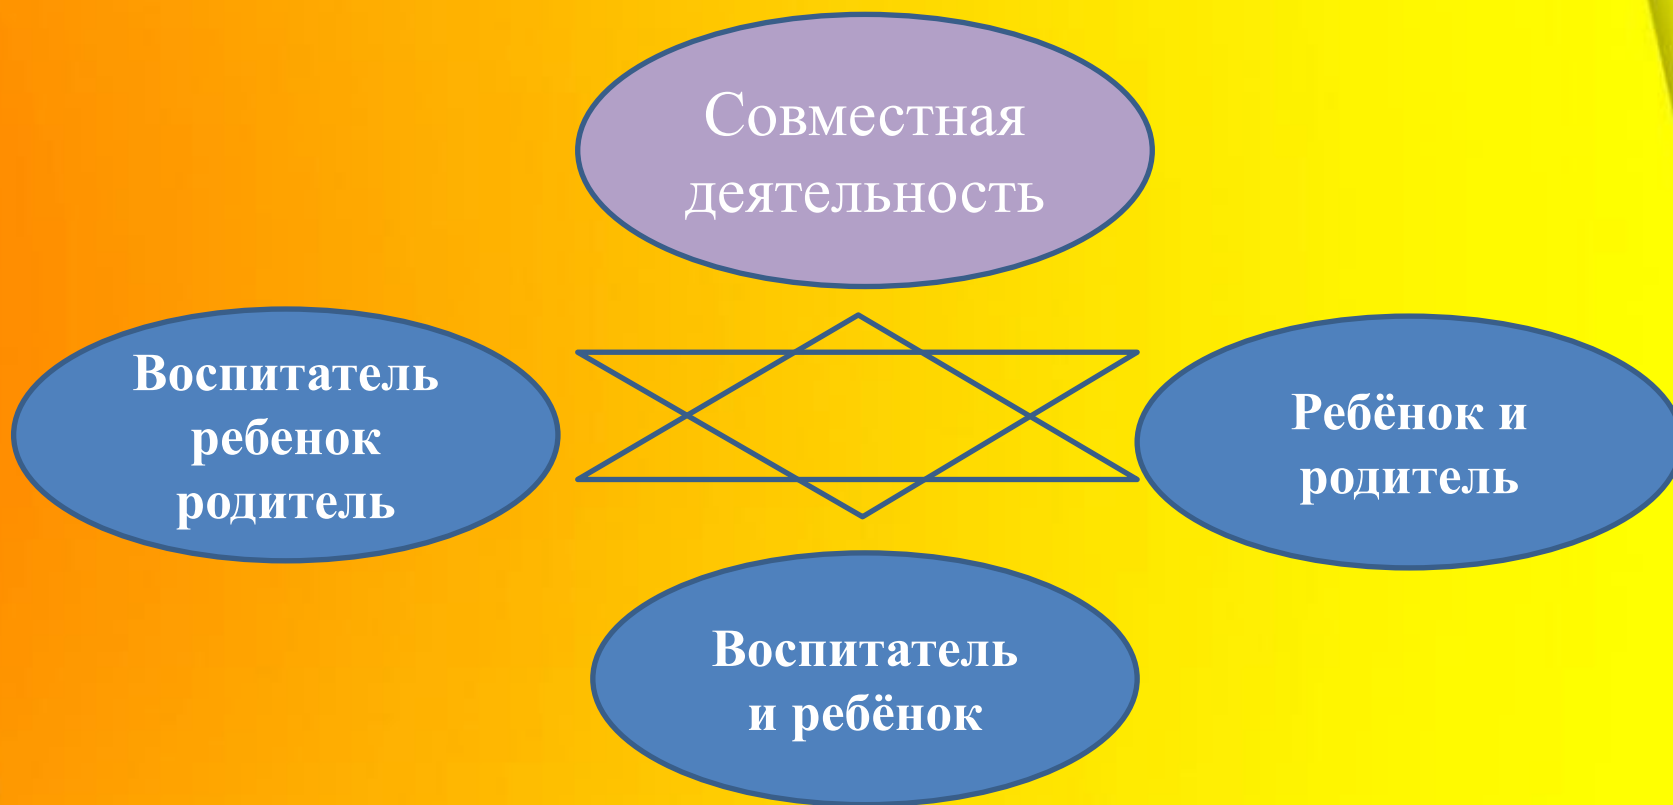 Совместная
деятельность
Воспитатель
ребенок
родитель
Ребёнок и
родитель
Воспитатель
и ребёнок